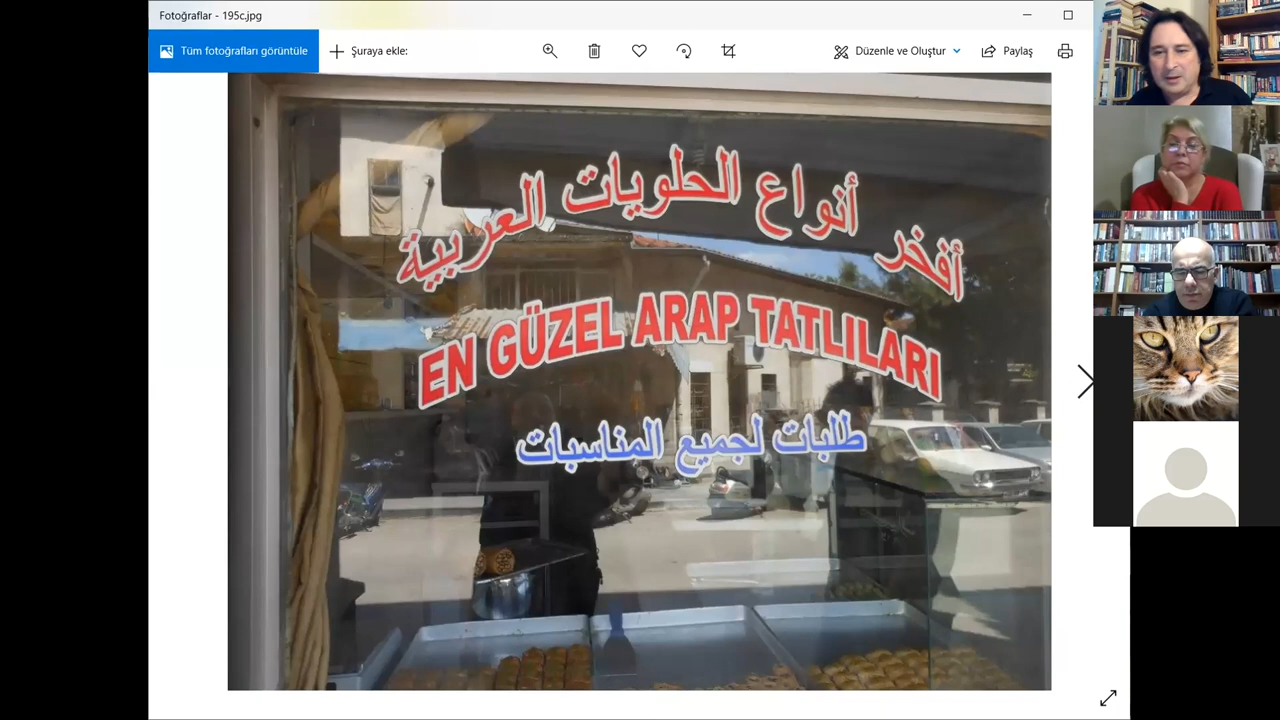 Fotoğraflar - 195c.jpg
Tüm fotoğrafları görüntüle
Şuraya ekle:
Düzenle ve Oluştur
Paylaş
أفخر أنواع الحلويات العربية
EN GÜZEL ARAP TATLILARI
طلبات لجميع المناسبات